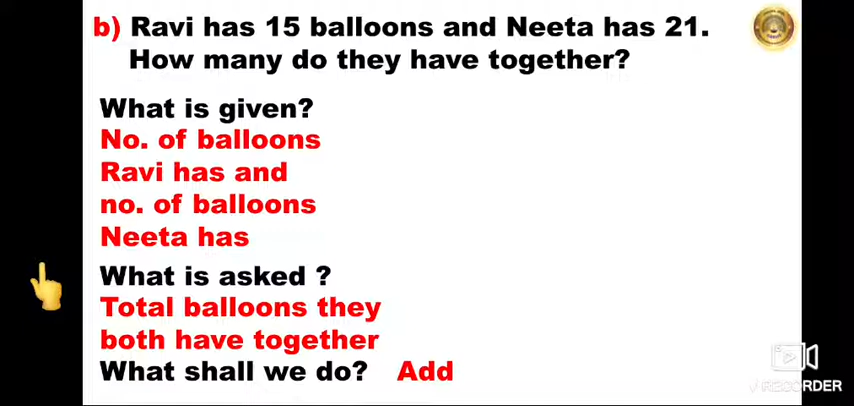 b) Ravi has 15 balloons and Neeta has 21.
How many do they have together?
What is given?
No. of balloons
Ravi has and
no. of balloons
Neeta has
What is asked ?
Total balloons they
both have together
What shall we do? Add
RECORDER